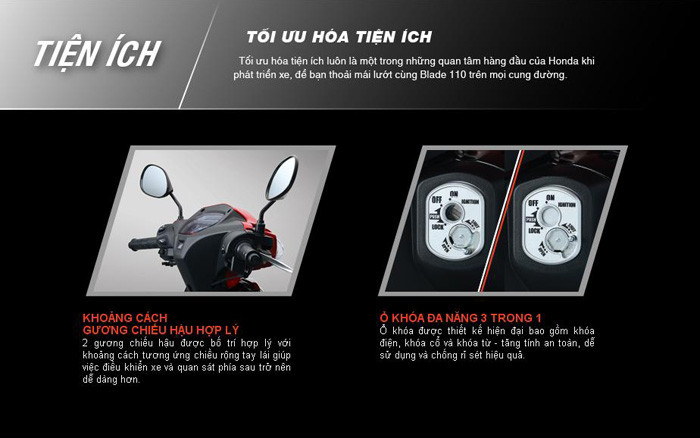 TIỆN ÍCH
TỐI ƯU HÓA TIỆN ÍCH
Tối ưu hóa tiện ích luôn là một trong những quan tâm hàng đầu của Honda khi
phát triển xe, để bạn thoải mái lướt cùng Blade 110 trên mọi cung đường.
ON
OFF
IGNITION
PUSH
LOCK
ON
OFF
IGNITION
PUSH
LOCK
KHOẢNG CÁCH
GƯƠNG CHIẾU HẬU HỢP LÝ
2 gương chiếu hậu được bố trí hợp lý với
khoảng cách tương ứng chiều rộng tay lái giúp
việc điều khiển xe và quan sát phía sau trở nên
dễ dàng hơn.
Ổ KHÓA ĐA NĂNG 3 TRONG 1
Ổ khóa được thiết kế hiện đại bao gồm khóa
điện, khóa cổ và khóa từ - tăng tính an toàn, dễ
sử dụng và chống rỉ sét hiệu quả.